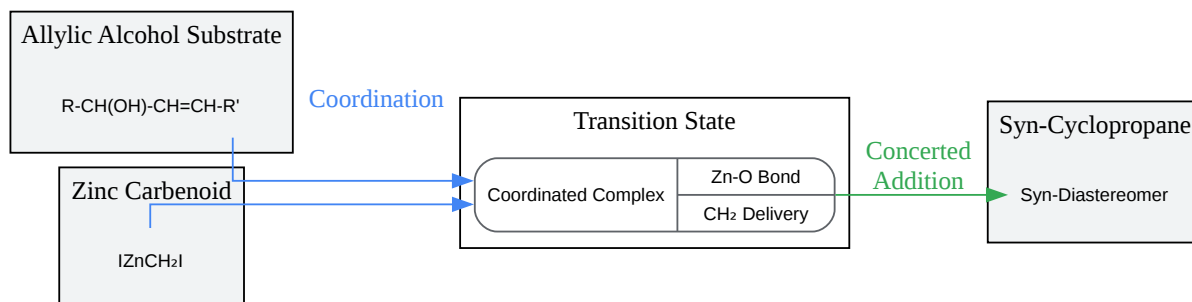 Allylic Alcohol Substrate
R-CH(OH)-CH=CH-R'
Zinc Carbenoid
IZnCH₂I
Coordination
Transition State
Coordinated Complex
Zn-O Bond
CH₂ Delivery
Concerted
Addition
Syn-Cyclopropane
Syn-Diastereomer